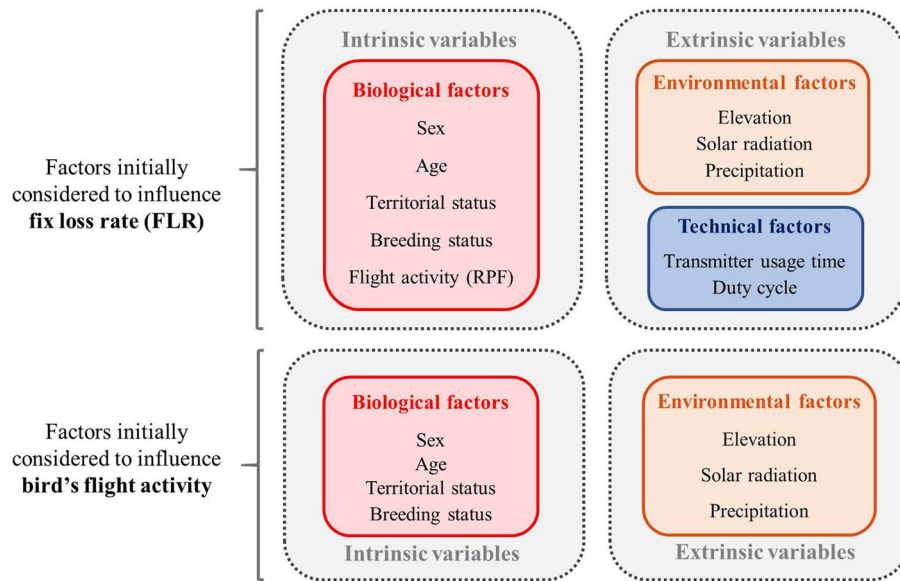 Factors initially
considered to influence
fix loss rate (FLR)
Intrinsic variables
Biological factors
Sex
Age
Territorial status
Breeding status
Flight activity (RPF)
Extrinsic variables
Environmental factors
Elevation
Solar radiation
Precipitation
Technical factors
Transmitter usage time
Duty cycle
Factors initially
considered to influence
bird's flight activity
Biological factors
Sex
Age
Territorial status
Breeding status
Intrinsic variables
Environmental factors
Elevation
Solar radiation
Precipitation
Extrinsic variables